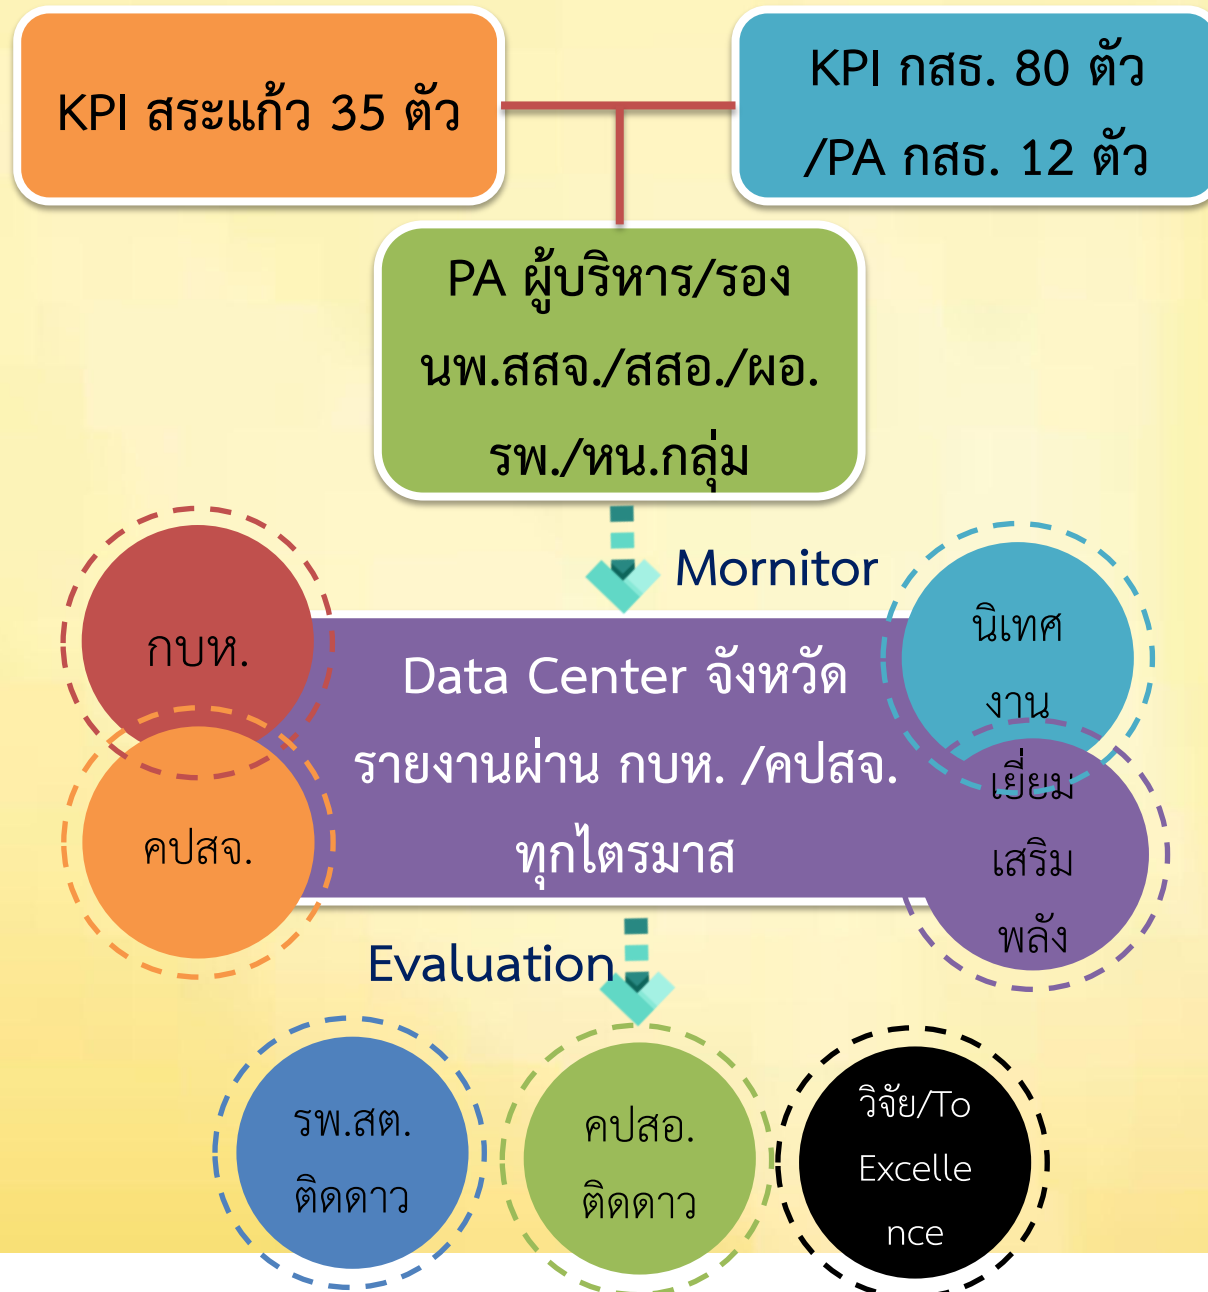 KPI สระแก้ว 35 ตัว
KPI กสธ. 80 ตัว
/PA กสธ. 12 ตัว
PA ผู้บริหาร/รอง
นพ.สสจ./สสอ./ผอ.
รพ./หน.กลุ่ม
Mornitor
กบห.
คปสจ.
Data Center จังหวัด
รายงานผ่าน กบห. /คปสจ.
ทุกไตรมาส
นิเทศ
งาน
เยี่ยม
เสริม
พลัง
Evaluation
รพ.สต.
ติดดาว
คปสอ.
ติดดาว
วิจัย/To
Excelle
nce